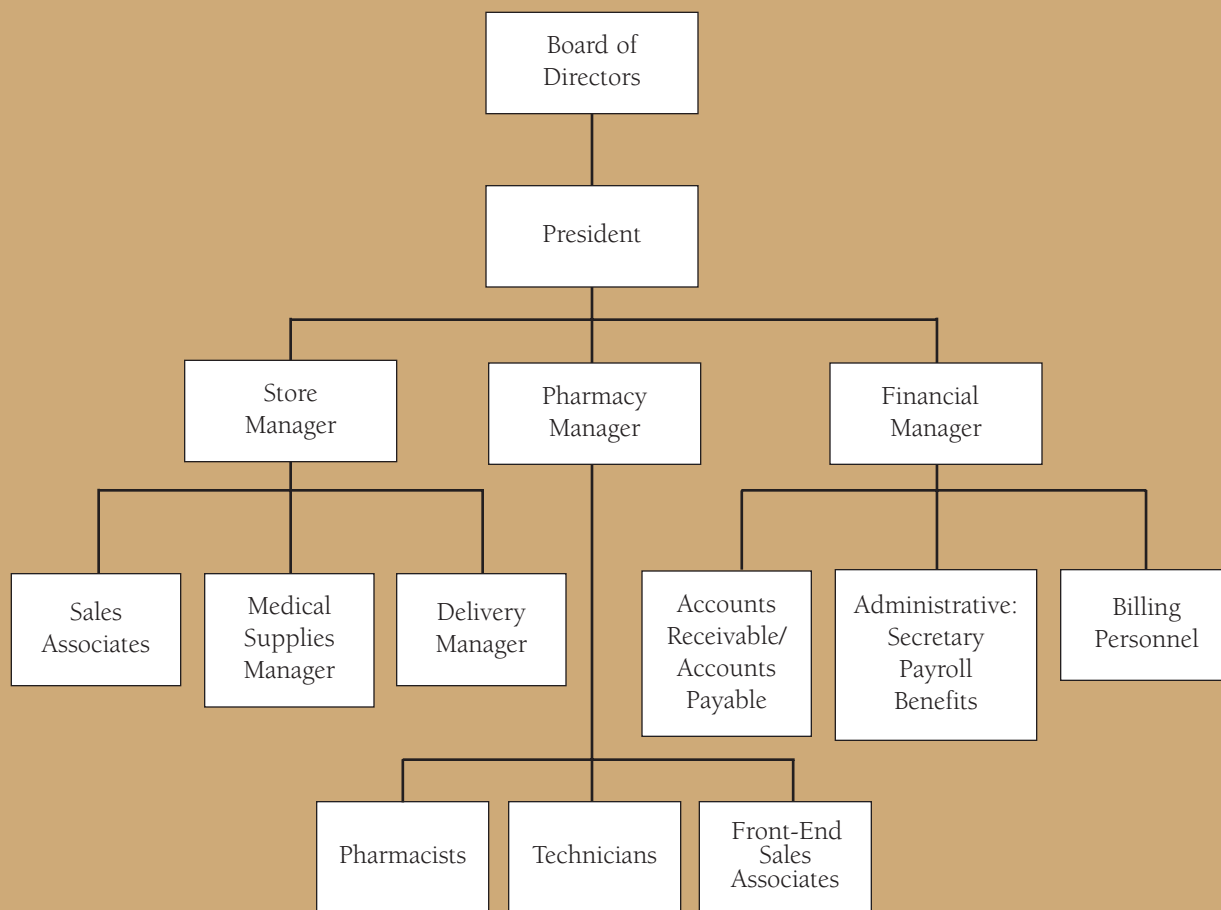 Board of
Directors
President
Store
Manager
Pharmacy
Manager
Financial
Manager
Sales
Associates
Medical
Supplies
Manager
Delivery
Manager
Accounts
Receivable/
Accounts
Payable
Administrative:
Secretary
Payroll
Benefits
Billing
Personnel
Pharmacists
Technicians
Front-End
Sales
Associates